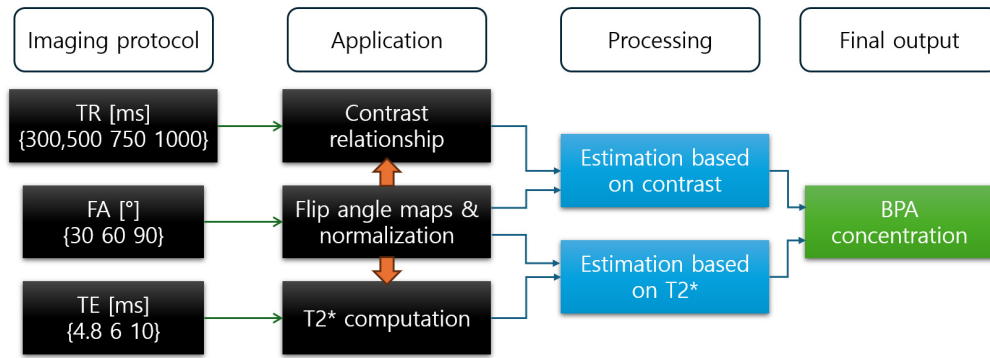 Imaging protocol
Application
Processing
Final output
TR [ms]
{300,500 750 1000}
Contrast
relationship
Estimation based
on contrast
FA [°]
{30 60 90}
Flip angle maps &
normalization
BPA
concentration
Estimation based
on T2*
TE [ms]
{4.8 6 10}
T2* computation